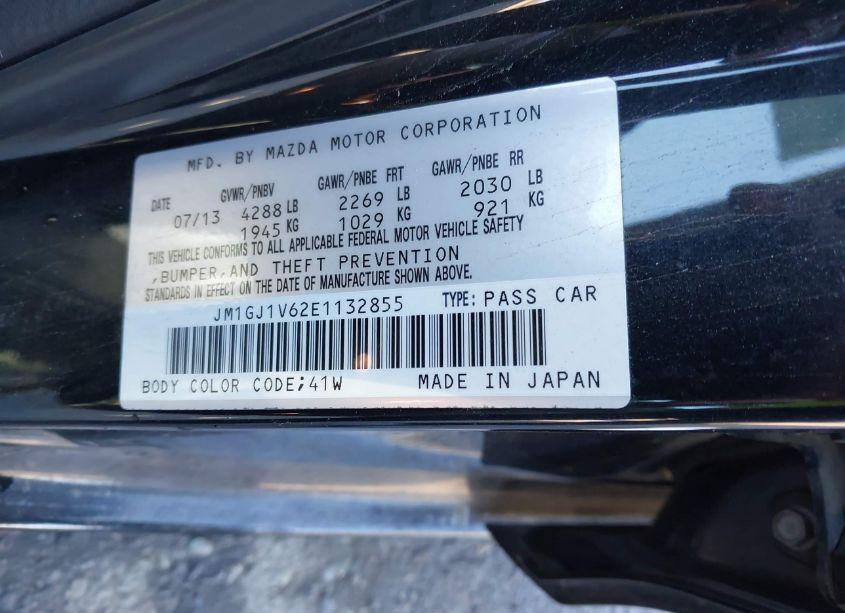 MFD. BY MAZDA MOTOR CORPORATION
DATE GVWR/PNBV GAWR/PNBE FRT GAWR/PNBE RR
07/13 4288 LB 2269 LB 2030 LB
1945 KG 1029 KG 921 KG
THIS VEHICLE CONFORMS TO ALL APPLICABLE FEDERAL MOTOR VEHICLE SAFETY
,BUMPER,AND THEFT PREVENTION
STANDARDS IN EFFECT ON THE DATE OF MANUFACTURE SHOWN ABOVE.
JM1GJ1V62E1132855 TYPE: PASS CAR
BODY COLOR CODE;41W MADE IN JAPAN